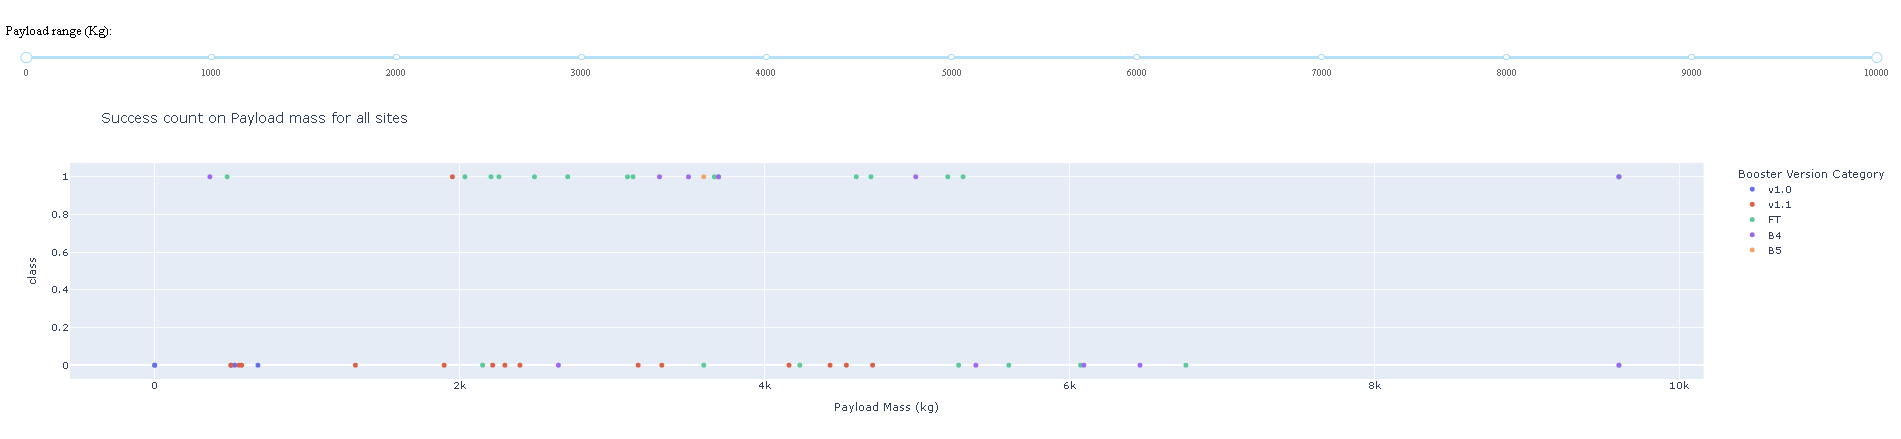 Payload range (Kg):
0 1000 2000 3000 4000 5000 6000 7000 8000 9000 10000
Success count on Payload mass for all sites
1
0.8
0.6
0.4
0.2
0
class
0 2k 4k 6k 8k 10k
Payload Mass (kg)
Booster Version Category
v1.0
v1.1
FT
B4
B5